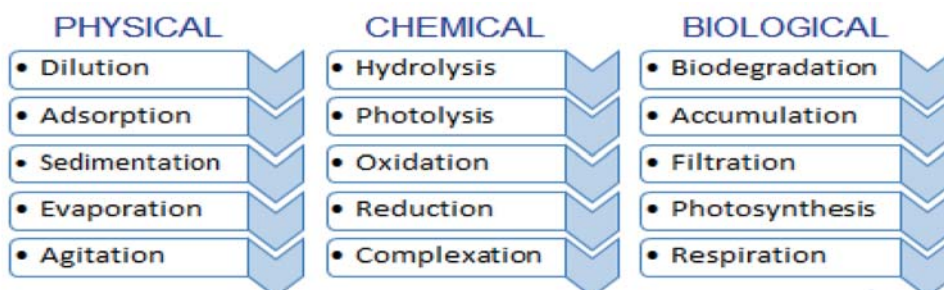 PHYSICAL
• Dilution
• Adsorption
• Sedimentation
• Evaporation
• Agitation
CHEMICAL
• Hydrolysis
• Photolysis
• Oxidation
• Reduction
• Complexation
BIOLOGICAL
• Biodegradation
• Accumulation
• Filtration
• Photosynthesis
• Respiration